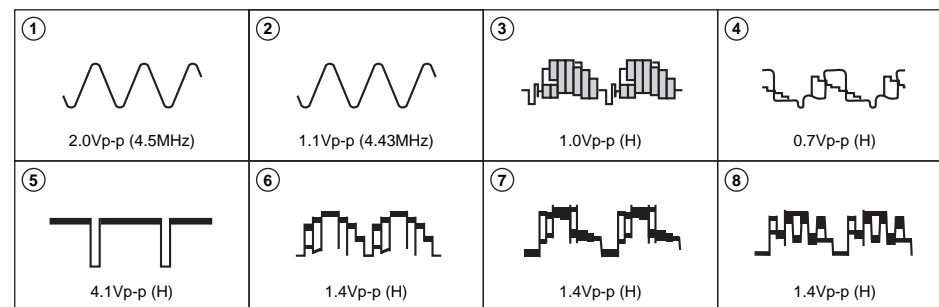 ① ② ③ ④
2.0Vp-p (4.5MHz) 1.1Vp-p (4.43MHz) 1.0Vp-p (H) 0.7Vp-p (H)
⑤ ⑥ ⑦ ⑧
4.1Vp-p (H) 1.4Vp-p (H) 1.4Vp-p (H) 1.4Vp-p (H)